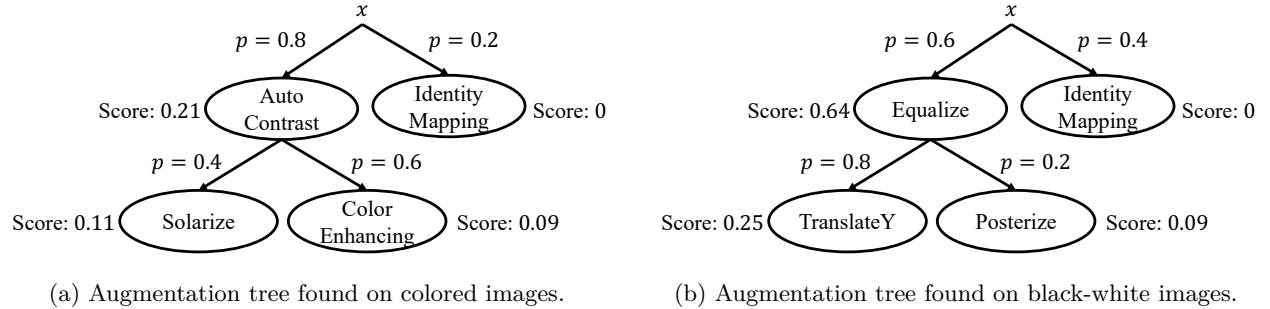 x
p = 0.8
p = 0.2
Score: 0.21
Auto
Contrast
Identity
Mapping
Score: 0
p = 0.4
p = 0.6
Score: 0.11
Solarize
Color
Enhancing
Score: 0.09
(a) Augmentation tree found on colored images.
x
p = 0.6
p = 0.4
Score: 0.64
Equalize
Identity
Mapping
Score: 0
p = 0.8
p = 0.2
Score: 0.25
TranslateY
Posterize
Score: 0.09
(b) Augmentation tree found on black-white images.